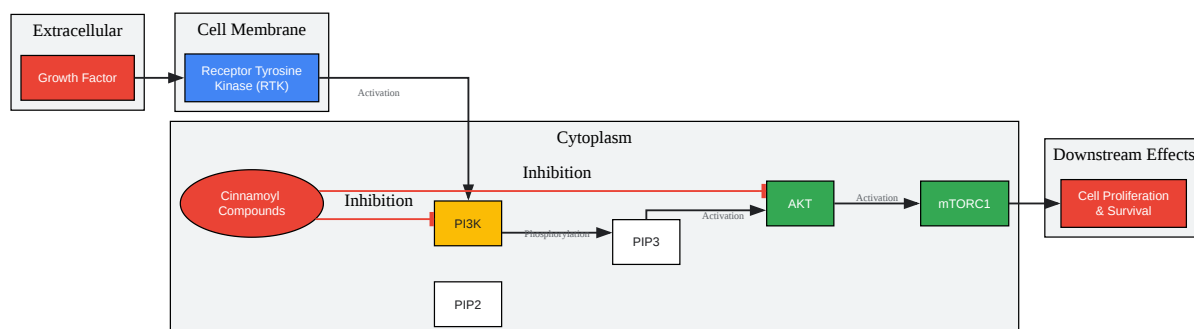 Extracellular
Growth Factor
Cell Membrane
Receptor Tyrosine
Kinase (RTK)
Activation
Cytoplasm
Cinnamoyl
Compounds
Inhibition
Inhibition
PI3K
Phosphorylation
PIP3
PIP2
Activation
AKT
Activation
mTORC1
Downstream Effects
Cell Proliferation
& Survival